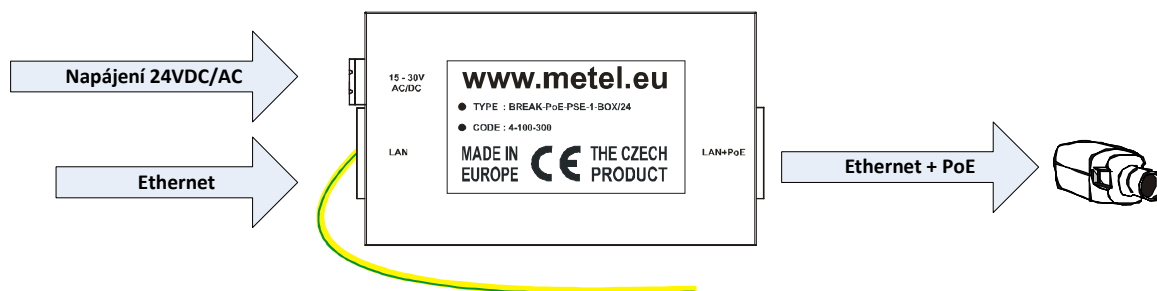 Napájení 24VDC/AC
Ethernet
15 - 30V
AC/DC
LAN
www.metel.eu
● TYPE : BREAK-PoE-PSE-1-BOX/24
● CODE : 4-100-300
MADE IN
EUROPE
CE
THE CZECH
PRODUCT
LAN+PoE
Ethernet + PoE